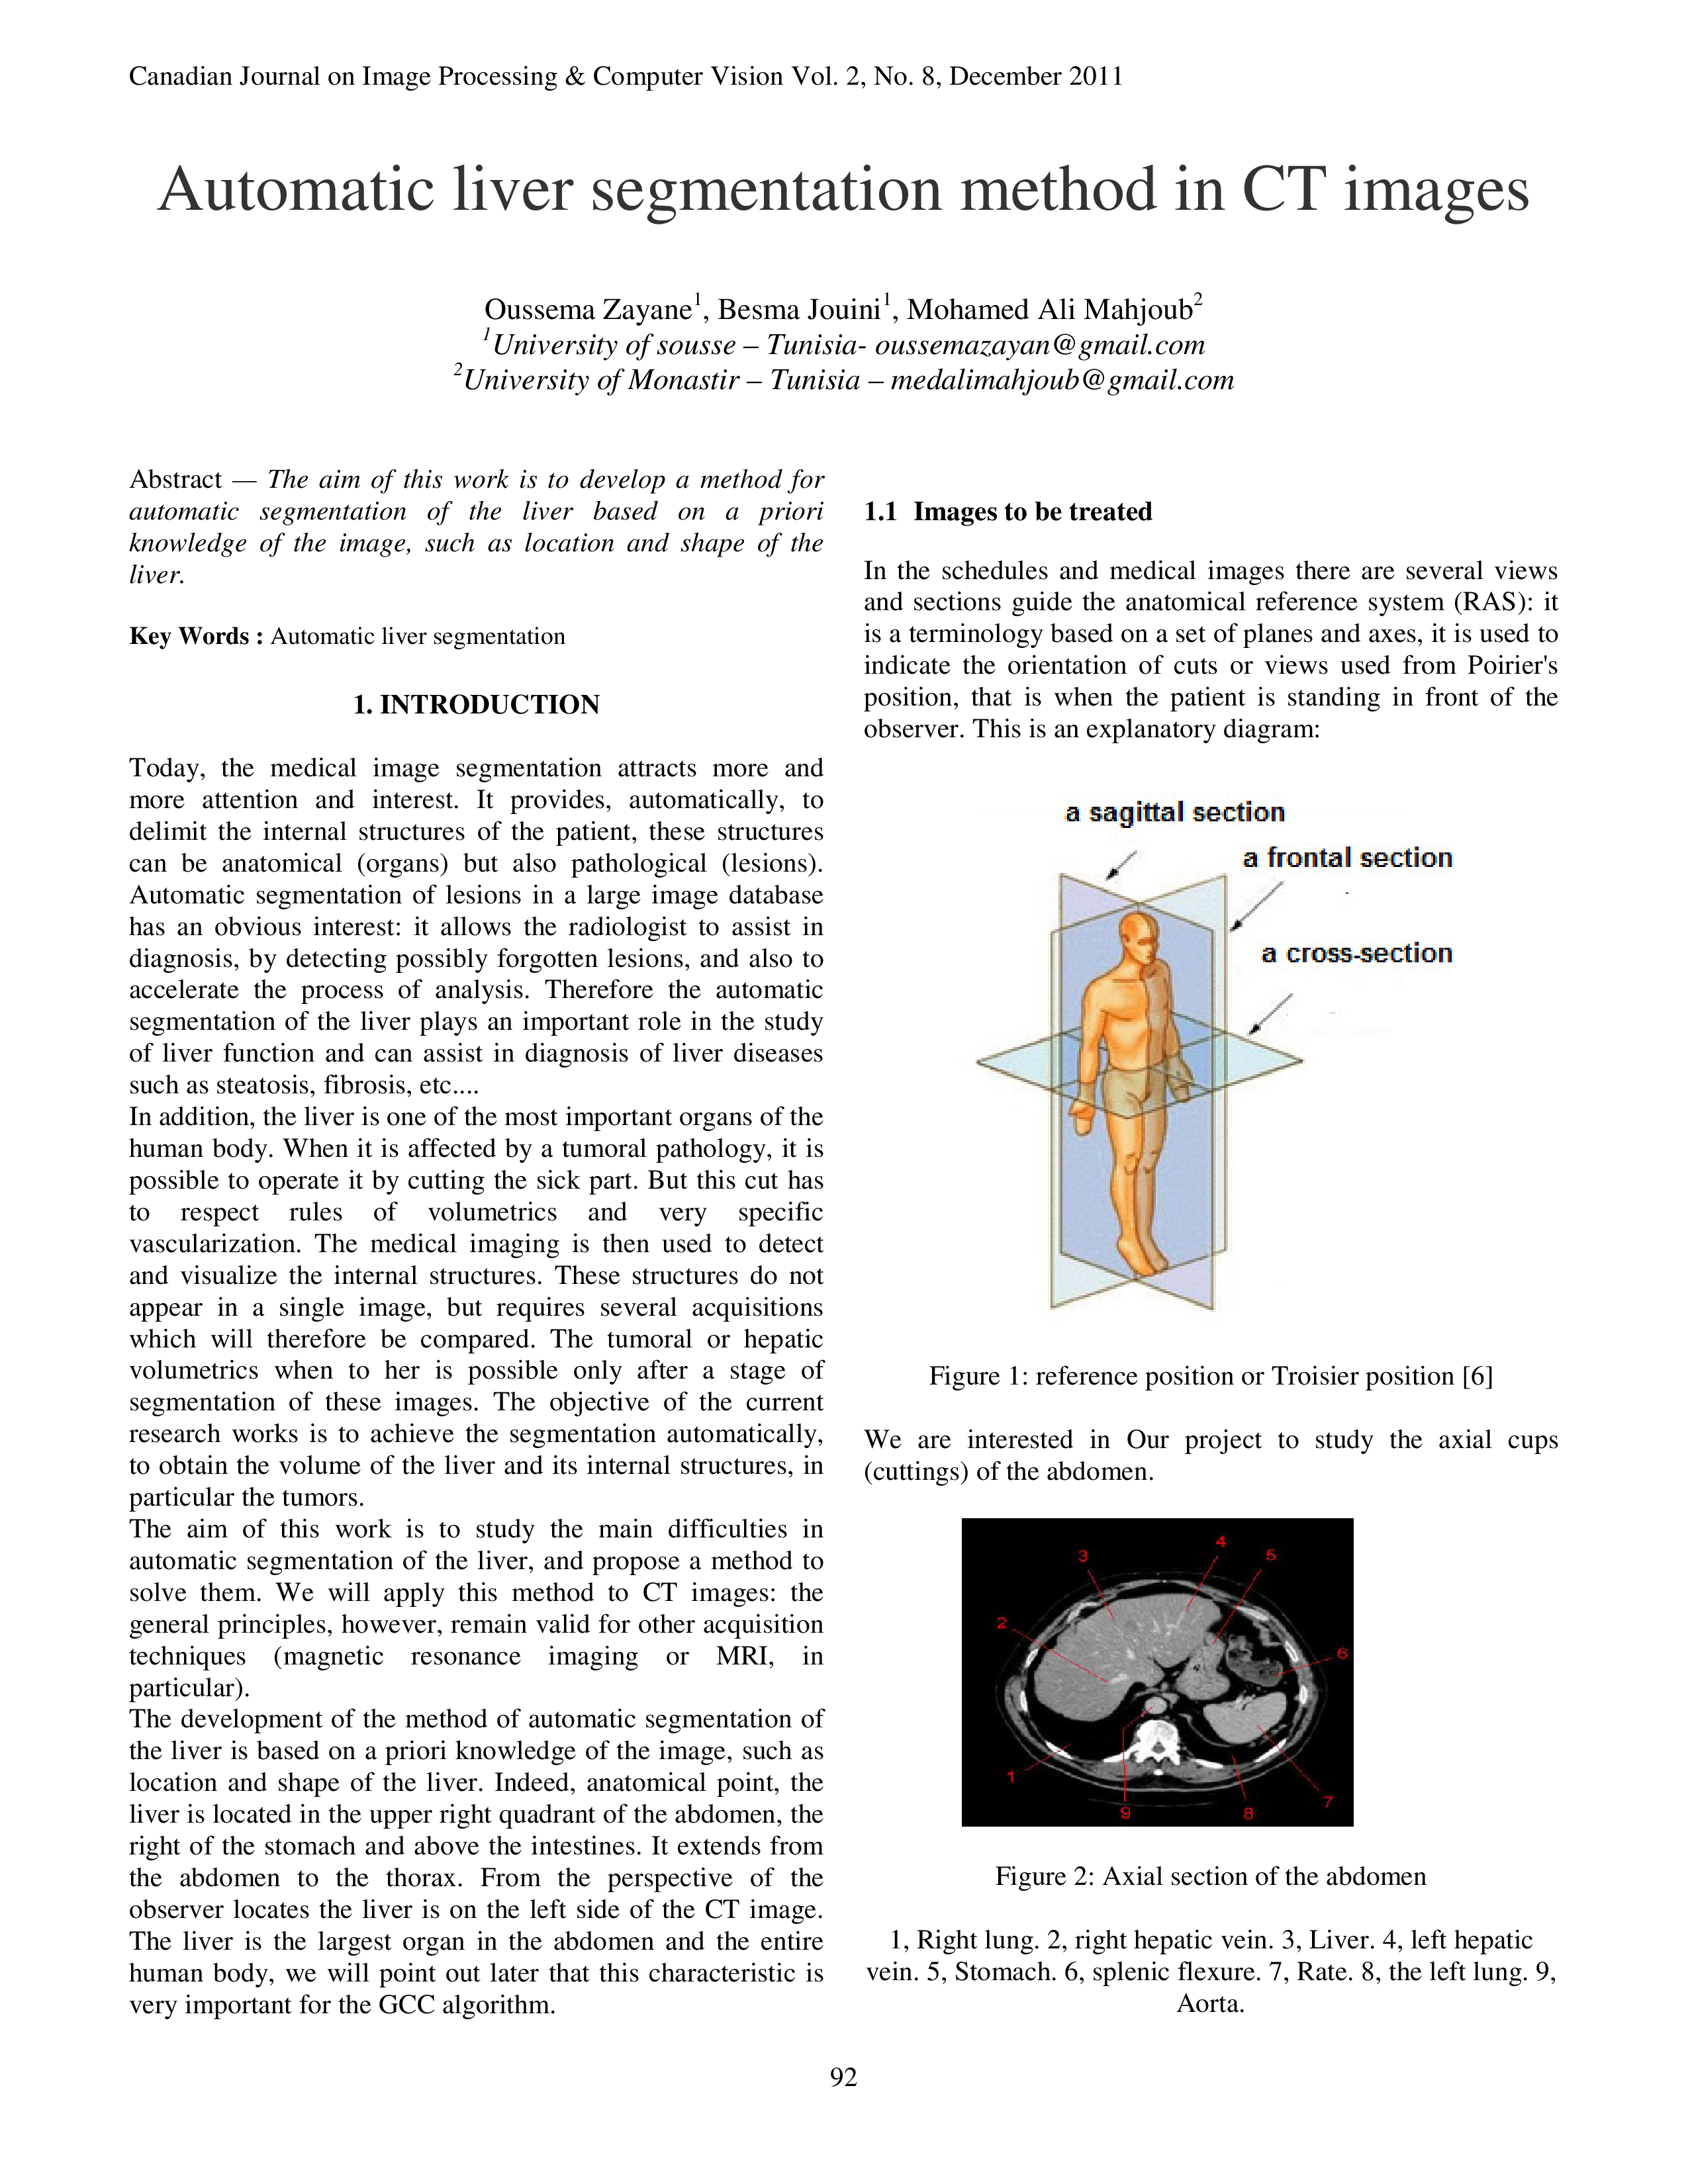 Canadian Journal on Image Processing & Computer Vision Vol. 2, No. 8, December 2011
Automatic liver segmentation method in CT images
Oussema Zayane1, Besma Jouini1, Mohamed Ali Mahjoub2
1University of sousse – Tunisia- oussemazayan@gmail.com
2University of Monastir – Tunisia – medalimahjoub@gmail.com
Abstract — The aim of this work is to develop a method for
automatic segmentation of the liver based on a priori
knowledge of the image, such as location and shape of the
liver.
Key Words : Automatic liver segmentation
1. INTRODUCTION
Today, the medical image segmentation attracts more and
more attention and interest. It provides, automatically, to
delimit the internal structures of the patient, these structures
can be anatomical (organs) but also pathological (lesions).
Automatic segmentation of lesions in a large image database
has an obvious interest: it allows the radiologist to assist in
diagnosis, by detecting possibly forgotten lesions, and also to
accelerate the process of analysis. Therefore the automatic
segmentation of the liver plays an important role in the study
of liver function and can assist in diagnosis of liver diseases
such as steatosis, fibrosis, etc....
In addition, the liver is one of the most important organs of the
human body. When it is affected by a tumoral pathology, it is
possible to operate it by cutting the sick part. But this cut has
to respect rules of volumetrics and very specific
vascularization. The medical imaging is then used to detect
and visualize the internal structures. These structures do not
appear in a single image, but requires several acquisitions
which will therefore be compared. The tumoral or hepatic
volumetrics when to her is possible only after a stage of
segmentation of these images. The objective of the current
research works is to achieve the segmentation automatically,
to obtain the volume of the liver and its internal structures, in
particular the tumors.
The aim of this work is to study the main difficulties in
automatic segmentation of the liver, and propose a method to
solve them. We will apply this method to CT images: the
general principles, however, remain valid for other acquisition
techniques (magnetic resonance imaging or MRI, in
particular).
The development of the method of automatic segmentation of
the liver is based on a priori knowledge of the image, such as
location and shape of the liver. Indeed, anatomical point, the
liver is located in the upper right quadrant of the abdomen, the
right of the stomach and above the intestines. It extends from
the abdomen to the thorax. From the perspective of the
observer locates the liver is on the left side of the CT image.
The liver is the largest organ in the abdomen and the entire
human body, we will point out later that this characteristic is
very important for the GCC algorithm.
1.1 Images to be treated
In the schedules and medical images there are several views
and sections guide the anatomical reference system (RAS): it
is a terminology based on a set of planes and axes, it is used to
indicate the orientation of cuts or views used from Poirier's
position, that is when the patient is standing in front of the
observer. This is an explanatory diagram:
a sagittal section
a frontal section
a cross-section
Figure 1: reference position or Troisier position [6]
We are interested in Our project to study the axial cups
(cuttings) of the abdomen.
4
3
5
2
6
1
7
9
8
Figure 2: Axial section of the abdomen
1, Right lung. 2, right hepatic vein. 3, Liver. 4, left hepatic
vein. 5, Stomach. 6, splenic flexure. 7, Rate. 8, the left lung. 9,
Aorta.
92